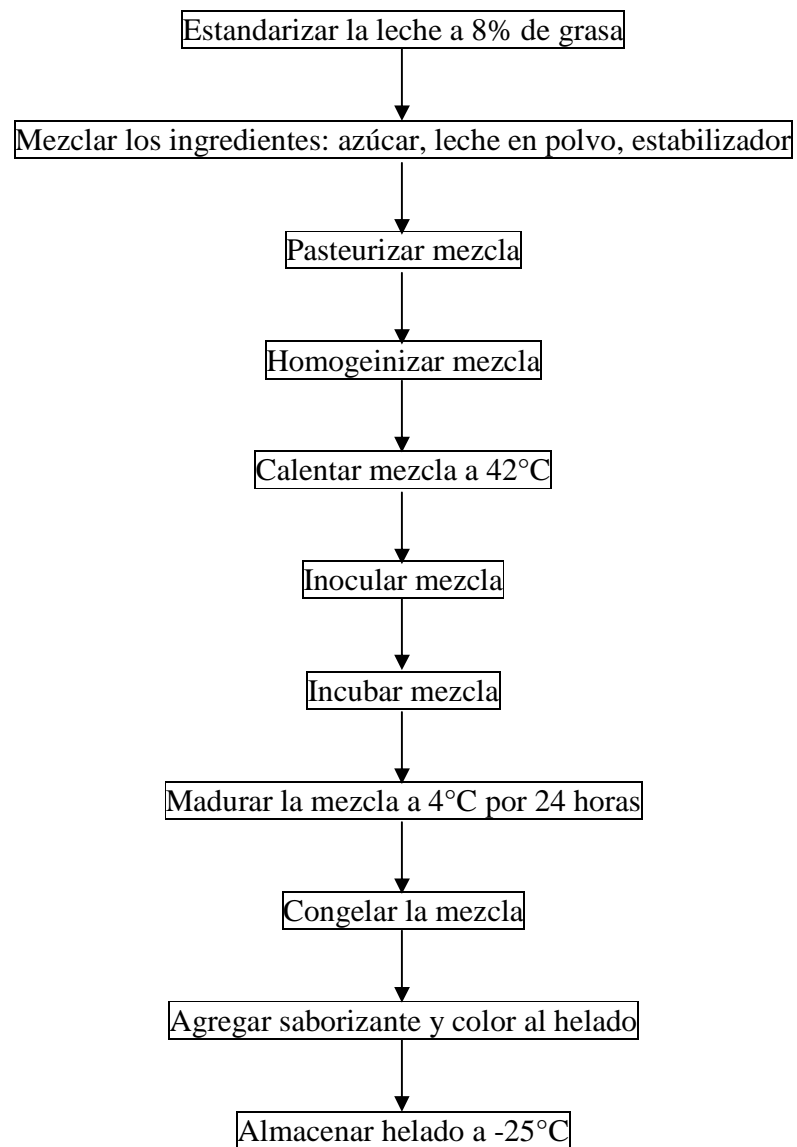 Estandarizar la leche a 8% de grasa
Mezclar los ingredientes: azúcar, leche en polvo, estabilizador
Pasteurizar mezcla
Homogeinizar mezcla
Calentar mezcla a 42°C
Inocular mezcla
Incubar mezcla
Madurar la mezcla a 4°C por 24 horas
Congelar la mezcla
Agregar saborizante y color al helado
Almacenar helado a -25°C